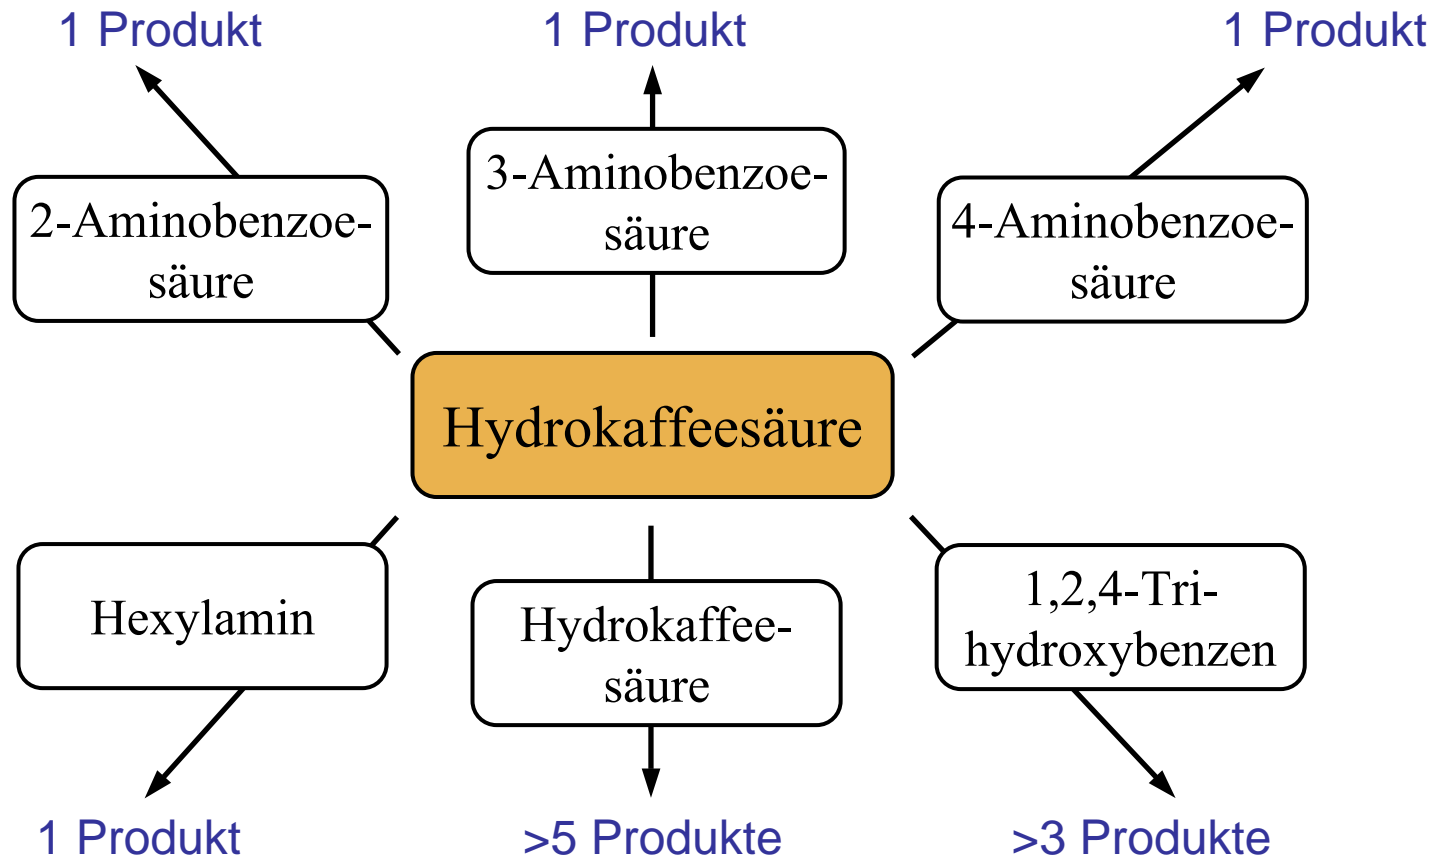 1 Produkt
1 Produkt
1 Produkt
2-Aminobenzoe-
säure
3-Aminobenzoe-
säure
4-Aminobenzoe-
säure
Hydrokaffeesäure
Hexylamin
Hydrokaffee-
säure
1,2,4-Tri-
hydroxybenzen
1 Produkt
>5 Produkte
>3 Produkte